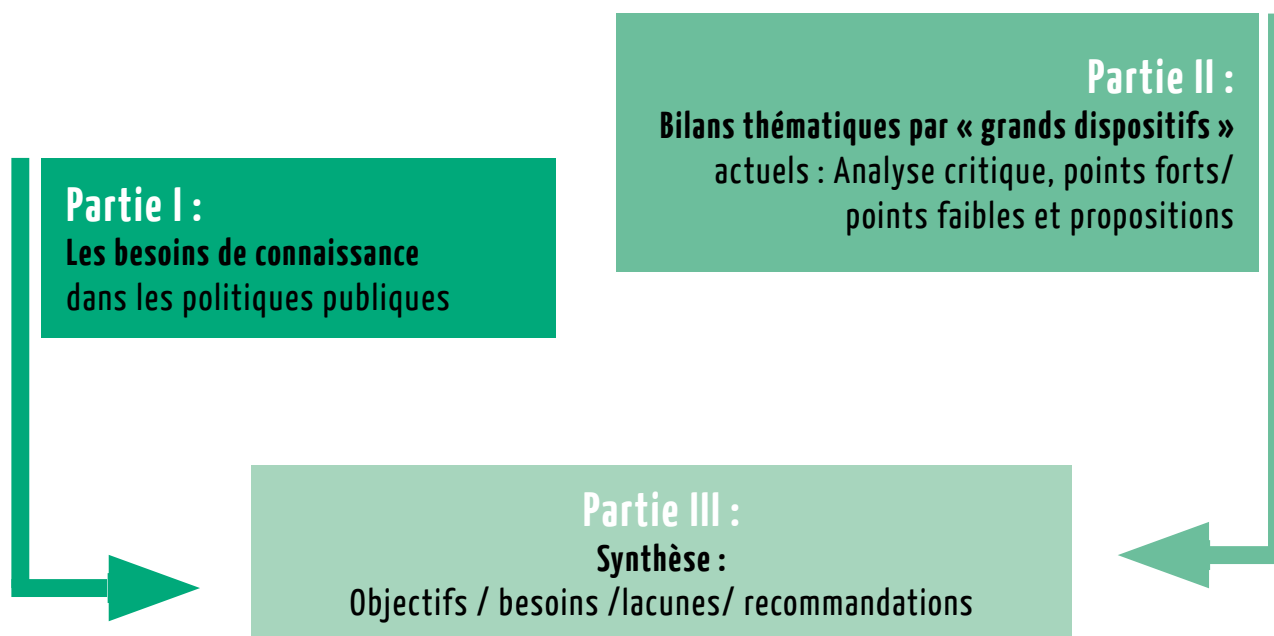 Partie I :
Les besoins de connaissance
dans les politiques publiques
Partie II :
Bilans thématiques par « grands dispositifs »
actuels : Analyse critique, points forts/
points faibles et propositions
Partie III :
Synthèse :
Objectifs / besoins /lacunes/ recommandations